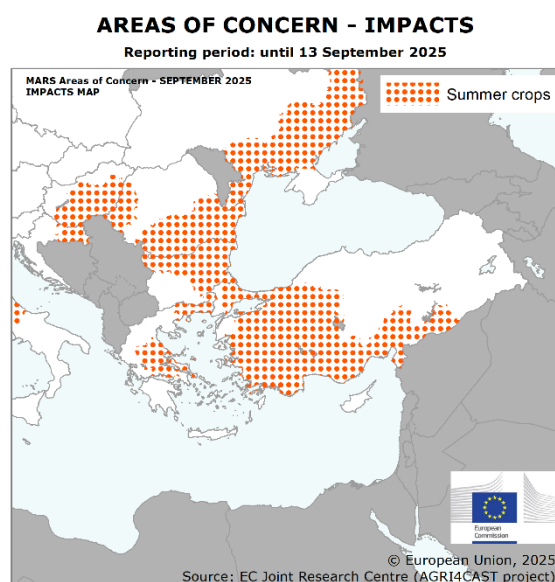 AREAS OF CONCERN - IMPACTS
Reporting period: until 13 September 2025
MARS Areas of Concern - SEPTEMBER 2025
IMPACTS MAP
Summer crops
European
Commission
© European Union, 2025
Source: EC Joint Research Centre (AGRI4CAST project)